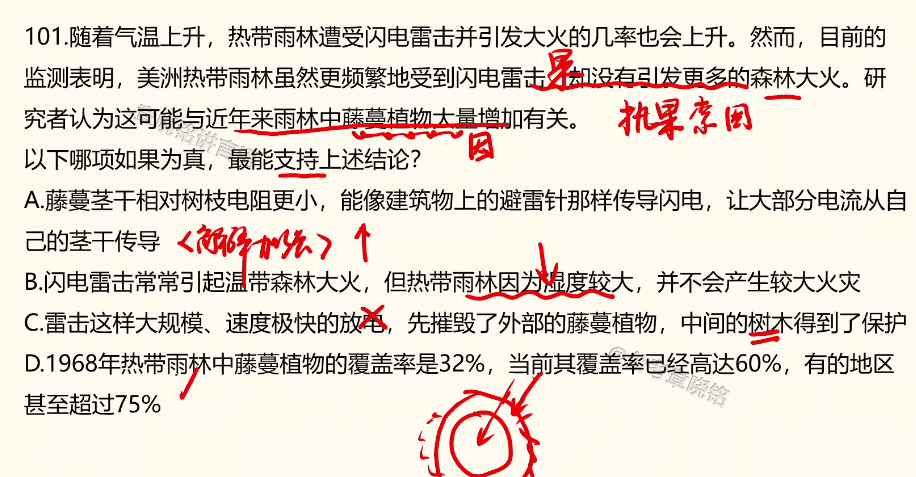 101.随着气温上升，热带雨林遭受闪电雷击并引发大火的几率也会上升。然而，目前的
监测表明，美洲热带雨林虽然更频繁地受到闪电雷击 却没有引发更多的森林大火。研
果
究者认为这可能与近年来雨林中藤蔓植物大量增加有关。
执果索因
因
以下哪项如果为真，最能支持上述结论？
A.藤蔓茎干相对树枝电阻更小，能像建筑物上的避雷针那样传导闪电，让大部分电流从自
己的茎干传导
〈解释加强〉
B.闪电雷击常常引起温带森林大火，但热带雨林因为湿度较大，并不会产生较大火灾
C.雷击这样大规模、速度极快的放电，先摧毁了外部的藤蔓植物，中间的树木得到了保护
D.1968年热带雨林中藤蔓植物的覆盖率是32%，当前其覆盖率已经高达60%，有的地区
甚至超过75%